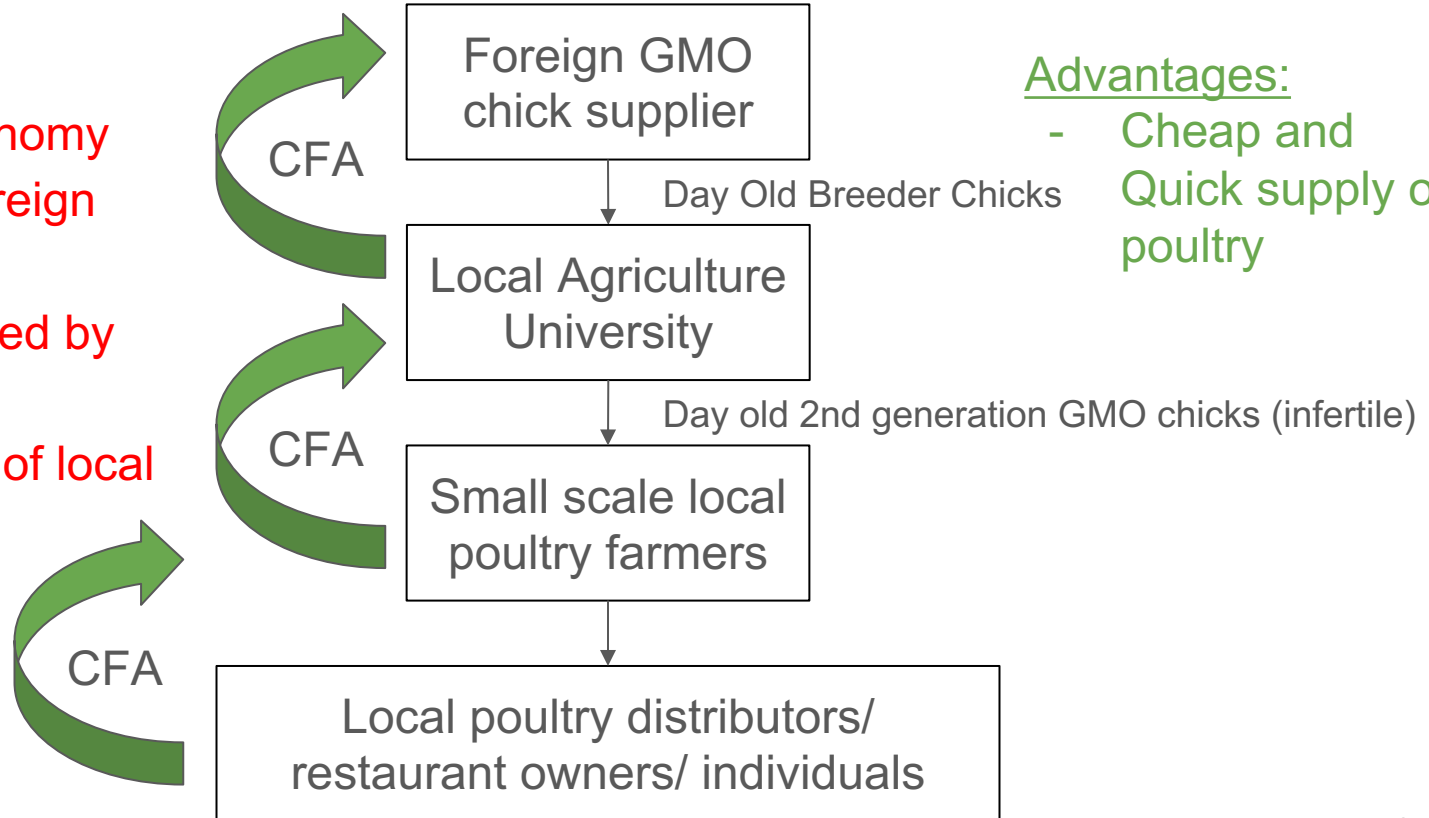 Foreign GMO
chick supplier
Advantages:
- Cheap and
Quick supply o
poultry
nomy
reign
ed by
of local
CFA
Day Old Breeder Chicks
Local Agriculture
University
CFA
Day old 2nd generation GMO chicks (infertile)
Small scale local
poultry farmers
CFA
Local poultry distributors/
restaurant owners/ individuals